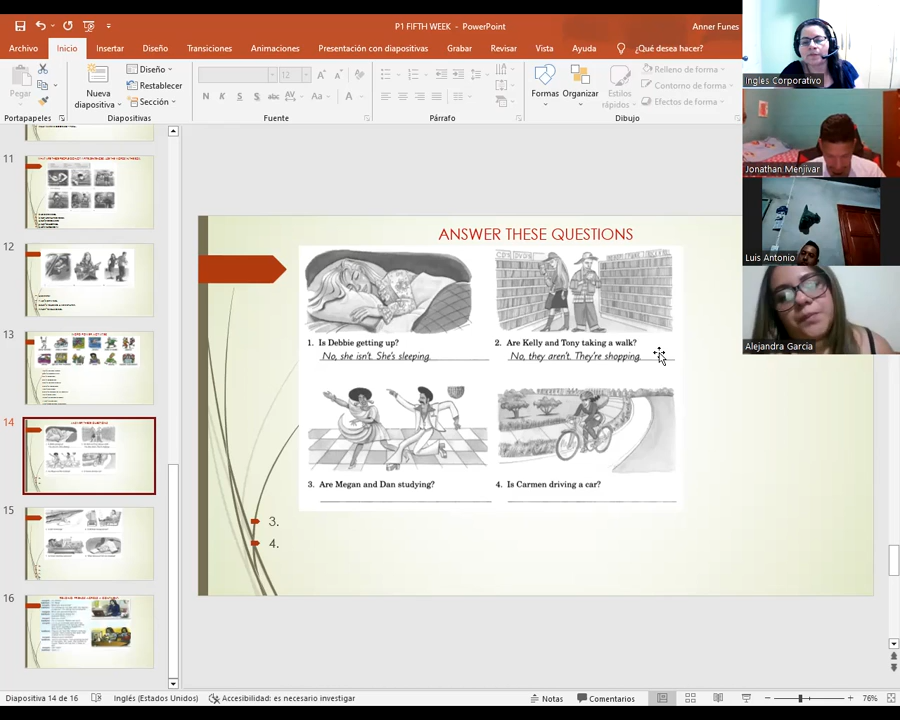 P1 FIFTH WEEK - PowerPoint
Anner Funes
Archivo Inicio Insertar Diseño Transiciones Animaciones Presentación con diapositivas Grabar Revisar Vista Ayuda ¿Qué desea hacer?
Pegar
Nueva diapositiva
Diseño
Restablecer
Sección
12
N K S S abc AV Aa A
Formas
Organizar
Estilos rápidos
Relleno de forma
Contorno de forma
Efectos de forma
Portapapeles Diapositivas Fuente Párrafo Dibujo
Ingles Corporativo
Jonathan Menjivar
Luis Antonio
Alejandra Garcia
11
12
13
14
15
16
ANSWER THESE QUESTIONS
1. Is Debbie getting up?
No, she isn't. She's sleeping.
2. Are Kelly and Tony taking a walk?
No, they aren't. They're shopping.
3. Are Megan and Dan studying?
4. Is Carmen driving a car?
3.
4.
Diapositiva 14 de 16 Inglés (Estados Unidos) Accesibilidad: es necesario investigar Notas Comentarios 76%